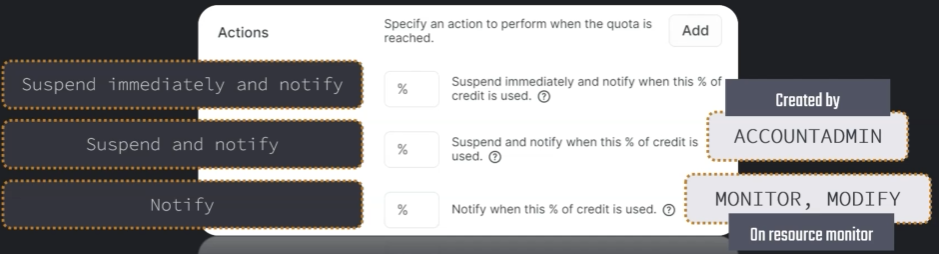 Actions
Specify an action to perform when the quota is
reached.
Add
Suspend immediately and notify
%
Suspend immediately and notify when this % of
credit is used. ?
Created by
ACCOUNTADMIN
Suspend and notify
%
Suspend and notify when this % of credit is
used. ?
Notify
%
Notify when this % of credit is used. ?
MONITOR, MODIFY
On resource monitor